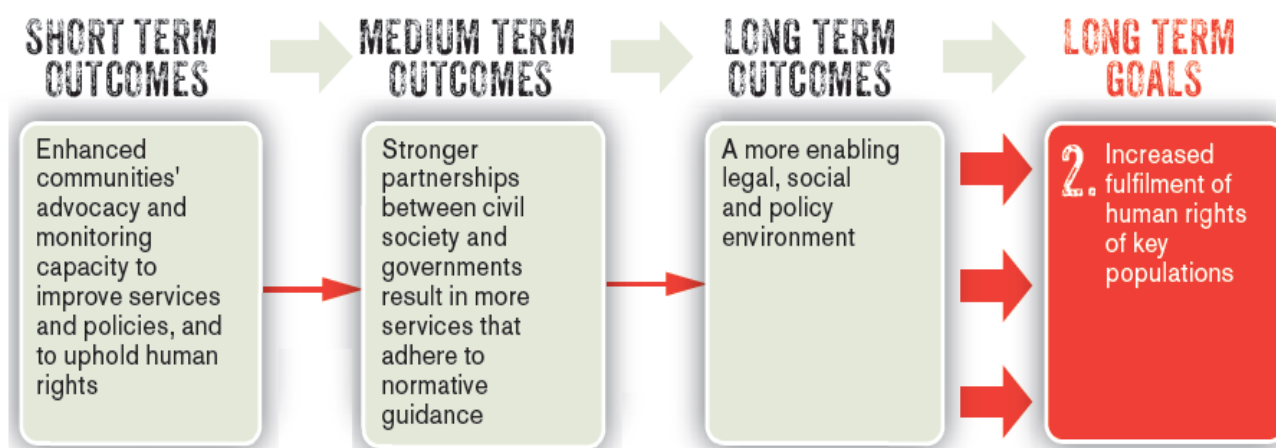 SHORT TERM
OUTCOMES
MEDIUM TERM
OUTCOMES
LONG TERM
OUTCOMES
LONG TERM
GOALS
Enhanced
communities'
advocacy and
monitoring
capacity to
improve services
and policies, and
to uphold human
rights
Stronger
partnerships
between civil
society and
governments
result in more
services that
adhere to
normative
guidance
A more enabling
legal, social
and policy
environment
2. Increased
fulfilment of
human rights
of key
populations